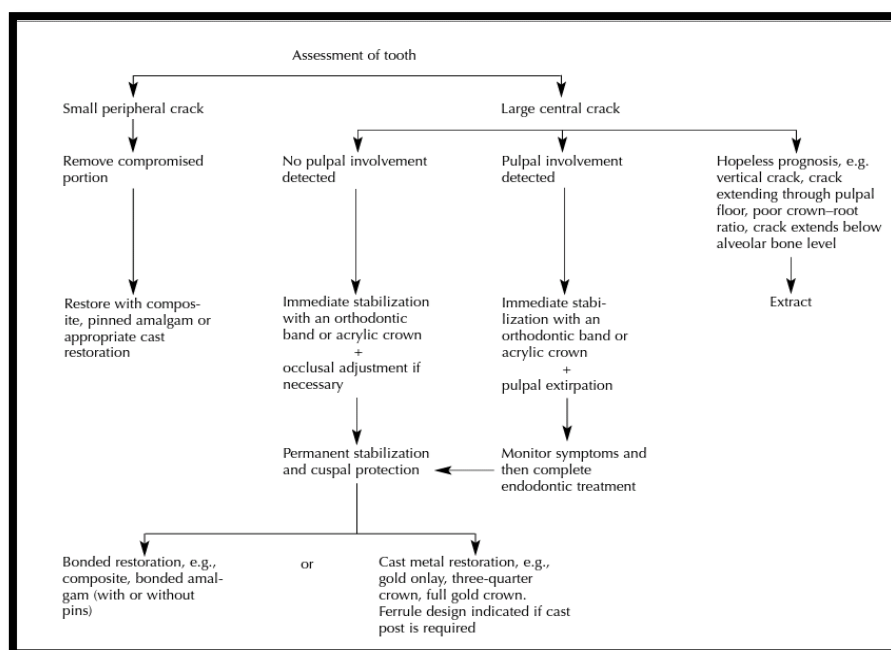 Assessment of tooth
Small peripheral crack
Large central crack
Remove compromised
portion
No pulpal involvement
detected
Pulpal involvement
detected
Hopeless prognosis, e.g.
vertical crack, crack
extending through pulpal
floor, poor crown–root
ratio, crack extends below
alveolar bone level
Restore with compos-
ite, pinned amalgam or
appropriate cast
restoration
Immediate stabilization
with an orthodontic
band or acrylic crown
+
occlusal adjustment if
necessary
Immediate stabi-
lization with an
orthodontic band or
acrylic crown
+
pulpal extirpation
Extract
Permanent stabilization
and cuspal protection
Monitor symptoms and
then complete
endodontic treatment
Bonded restoration, e.g.,
composite, bonded amal-
gam (with or without
pins)
or
Cast metal restoration, e.g.,
gold onlay, three-quarter
crown, full gold crown.
Ferrule design indicated if cast
post is required